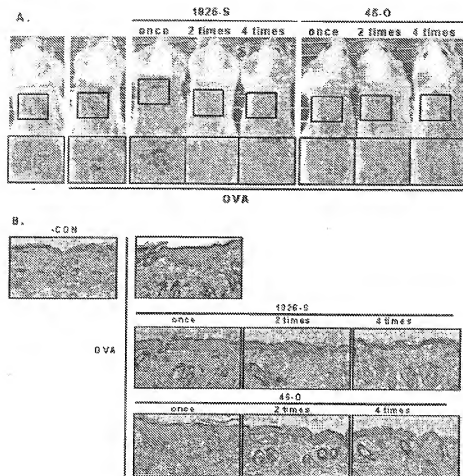 A.
1826-S 46-O
once 2 times 4 times once 2 times 4 times
OVA
B.
-CON
1826-S
once 2 times 4 times
OVA
46-O
once 2 times 4 times